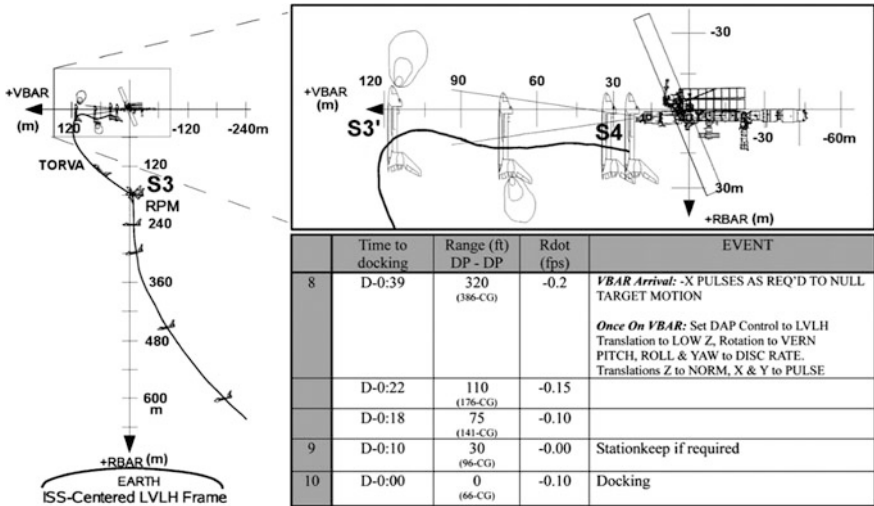 +VBAR
(m)
120
-120
-240m
TORVA
120
S3
RPM
240
360
480
600
m
+RBAR (m)
EARTH
ISS-Centered LVLH Frame
-30
+VBAR
(m)
120
90
60
30
S3'
S4
-30
-60m
30m
+RBAR (m)
Time to docking Range (ft) DP - DP Rdot (fps) EVENT
8 D-0:39 320 (386-CG) -0.2 VBAR Arrival: -X PULSES AS REQ'D TO NULL
TARGET MOTION
Once On VBAR: Set DAP Control to LVLH
Translation to LOW Z, Rotation to VERN
PITCH, ROLL & YAW to DISC RATE.
Translations Z to NORM, X & Y to PULSE
D-0:22 110 (176-CG) -0.15
D-0:18 75 (141-CG) -0.10
9 D-0:10 30 (96-CG) -0.00 Stationkeep if required
10 D-0:00 0 (66-CG) -0.10 Docking